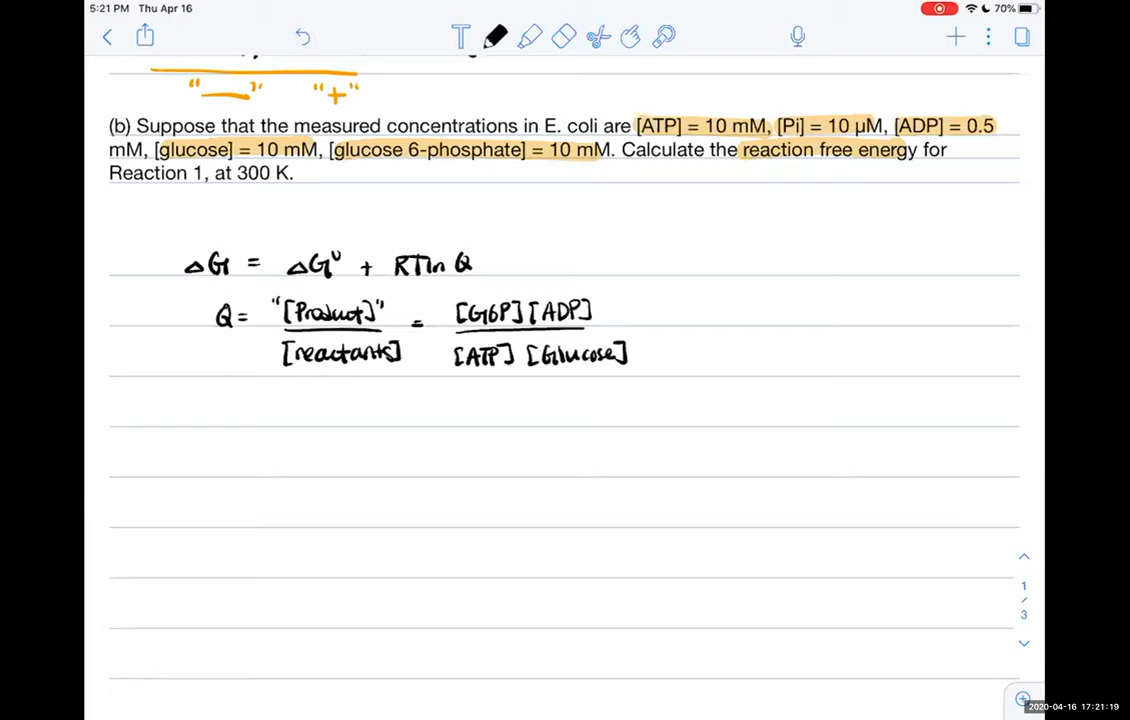 5:21 PM Thu Apr 16
70%
"—" "+"
(b) Suppose that the measured concentrations in E. coli are [ATP] = 10 mM, [Pi] = 10 µM, [ADP] = 0.5
mM, [glucose] = 10 mM, [glucose 6-phosphate] = 10 mM. Calculate the reaction free energy for
Reaction 1, at 300 K.
ΔG = ΔG⁰ + RTln Q
Q = "[Product]" / [reactants] = [G6P][ADP] / [ATP] [Glucose]
1
/
3
2020-04-16 17:21:19